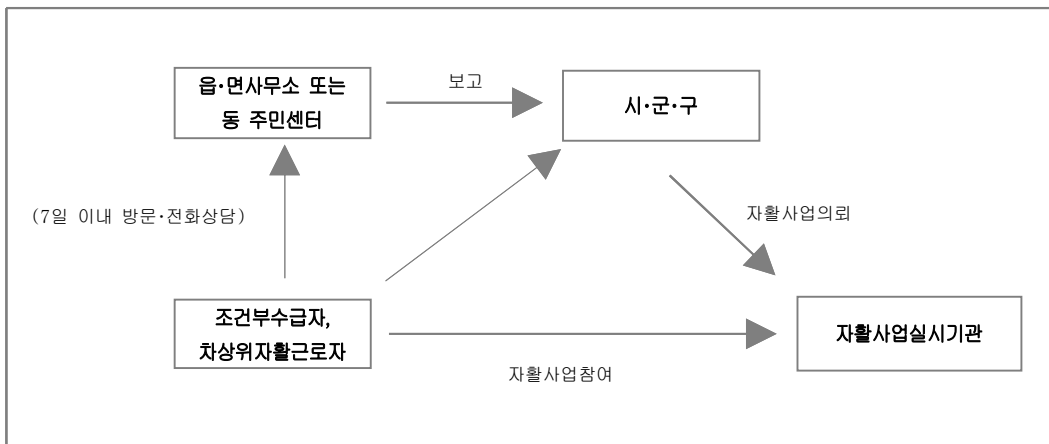 읍·면사무소 또는
동 주민센터
보고
시·군·구
(7일 이내 방문·전화상담)
자활사업의뢰
조건부수급자,
차상위자활근로자
자활사업참여
자활사업실시기관